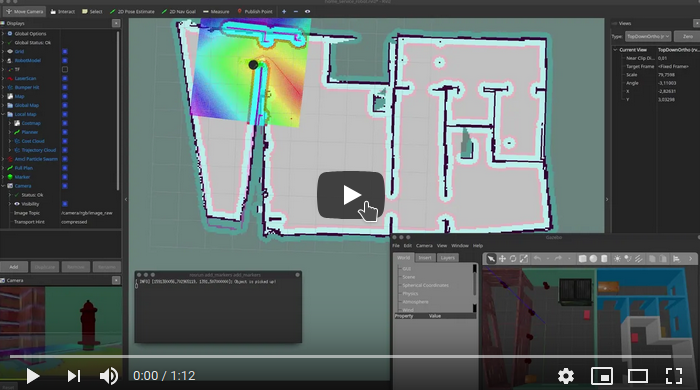 Move Camera Interact Select 2D Pose Estimate 2D Nav Goal Measure Publish Point
Displays
Global Options
Global Status: Ok
Grid
RobotModel
TF
LaserScan
Bumper Hit
Map
Global Map
Local Map
Costmap
Planner
Cost Cloud
Trajectory Cloud
Amcl Particle Swarm
Full Plan
Marker
Camera
Status: Ok
Visibility
Image Topic /camera/rgb/image_raw
Transport Hint compressed
Add
Camera
Views
Type: TopDownOrtho (rv Zero
Current View TopDownOrtho (r
Near Clip Di... 0,01
Target Frame <Fixed Frame>
Scale 79,7598
Angle -3,11003
X -2,82631
Y 3,03298
Object is picked up!
File Edit Camera View Window Help
World Insert Layers
GUI
Scene
Spherical Coordinates
Physics
Atmosphere
Wind
Property Value
0:00 / 1:12